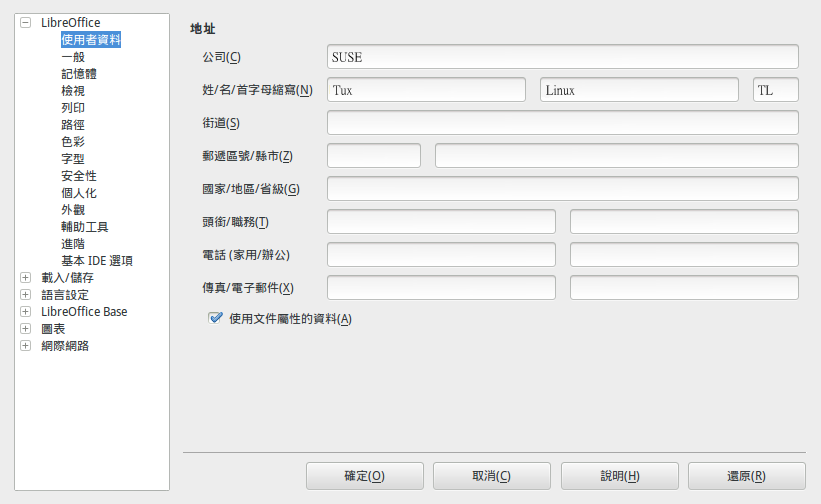 LibreOffice
使用者資料
一般
記憶體
檢視
列印
路徑
色彩
字型
安全性
個人化
外觀
輔助工具
進階
基本 IDE 選項
載入/儲存
語言設定
LibreOffice Base
圖表
網際網路
地址
公司(C) SUSE
姓/名/首字母縮寫(N) Tux Linux TL
街道(S)
郵遞區號/縣市(Z)
國家/地區/省級(G)
頭銜/職務(T)
電話 (家用/辦公)
傳真/電子郵件(X)
使用文件屬性的資料(A)
確定(O) 取消(C) 說明(H) 還原(R)